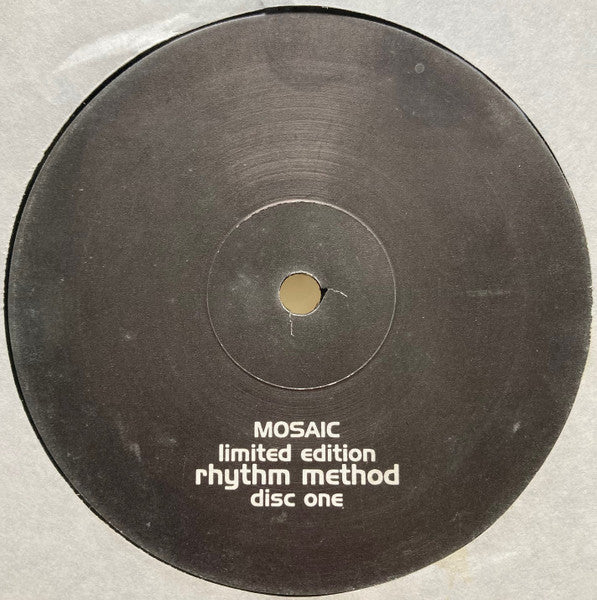 MOSAIC
limited edition
rhythm method
disc one